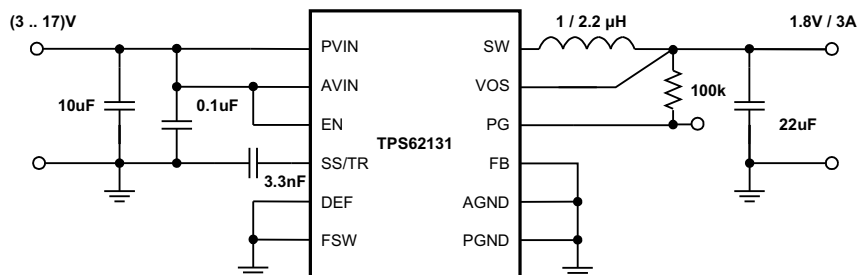 (3 .. 17)V
1 / 2.2 µH
1.8V / 3A
PVIN
SW
AVIN
VOS
10uF
0.1uF
100k
EN
PG
22uF
TPS62131
SS/TR
FB
3.3nF
DEF
AGND
FSW
PGND